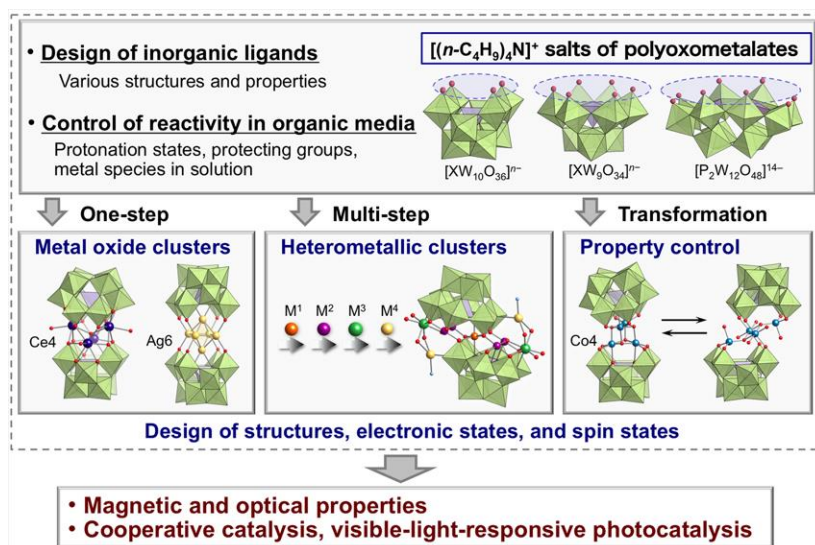 • Design of inorganic ligands
Various structures and properties
• Control of reactivity in organic media
Protonation states, protecting groups,
metal species in solution
[(n-C₄H₉)₄N]⁺ salts of polyoxometalates
[XW₁₀O₃₆]ⁿ⁻
[XW₉O₃₄]ⁿ⁻
[P₂W₁₂O₄₈]¹⁴⁻
One-step
Multi-step
Transformation
Metal oxide clusters
Ce4
Ag6
Heterometallic clusters
M¹ M² M³ M⁴
Property control
Co4
Design of structures, electronic states, and spin states
• Magnetic and optical properties
• Cooperative catalysis, visible-light-responsive photocatalysis